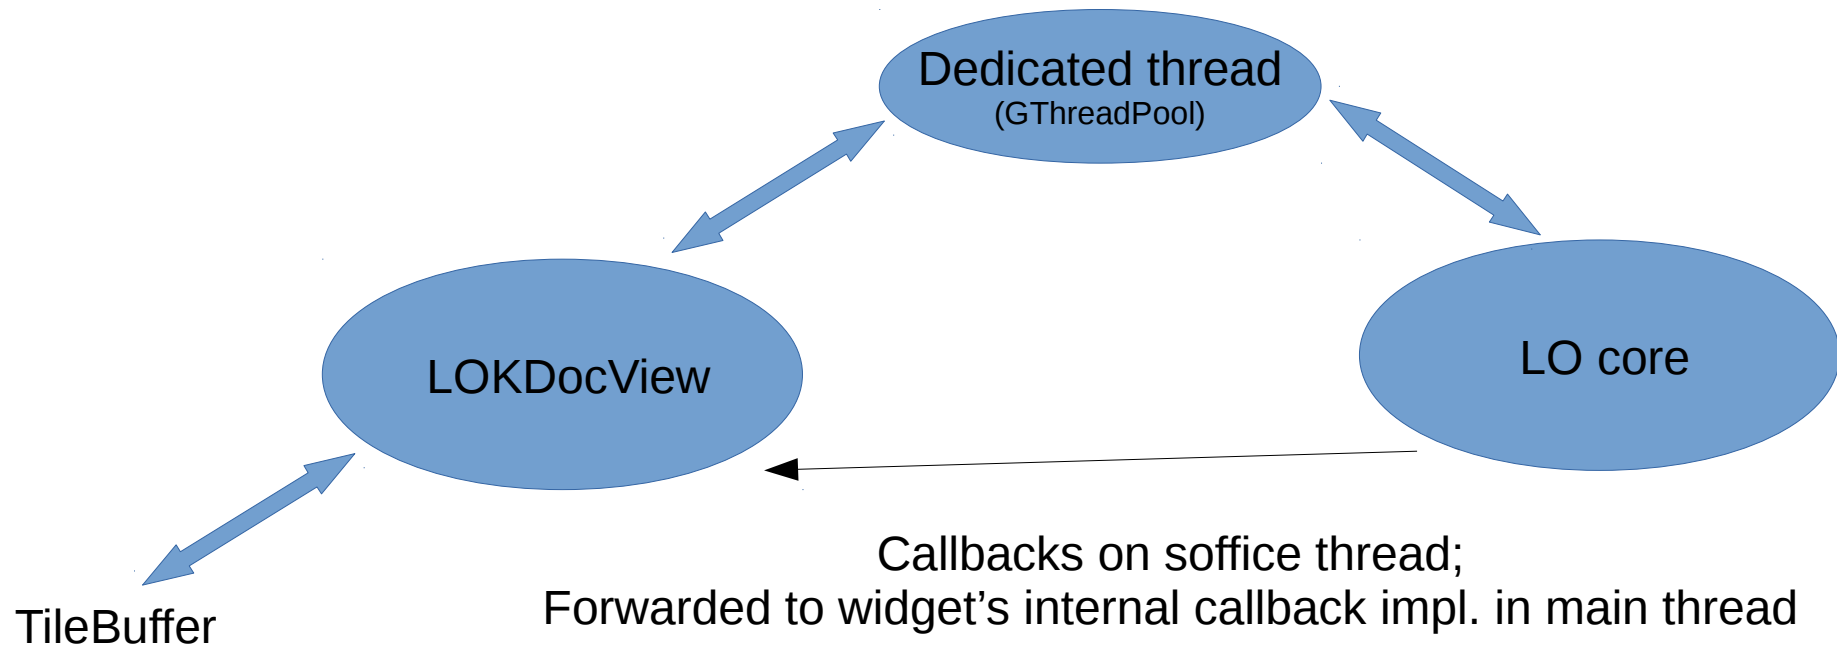 Dedicated thread
(GThreadPool)
LOKDocView
LO core
Callbacks on soffice thread;
Forwarded to widget’s internal callback impl. in main thread
TileBuffer